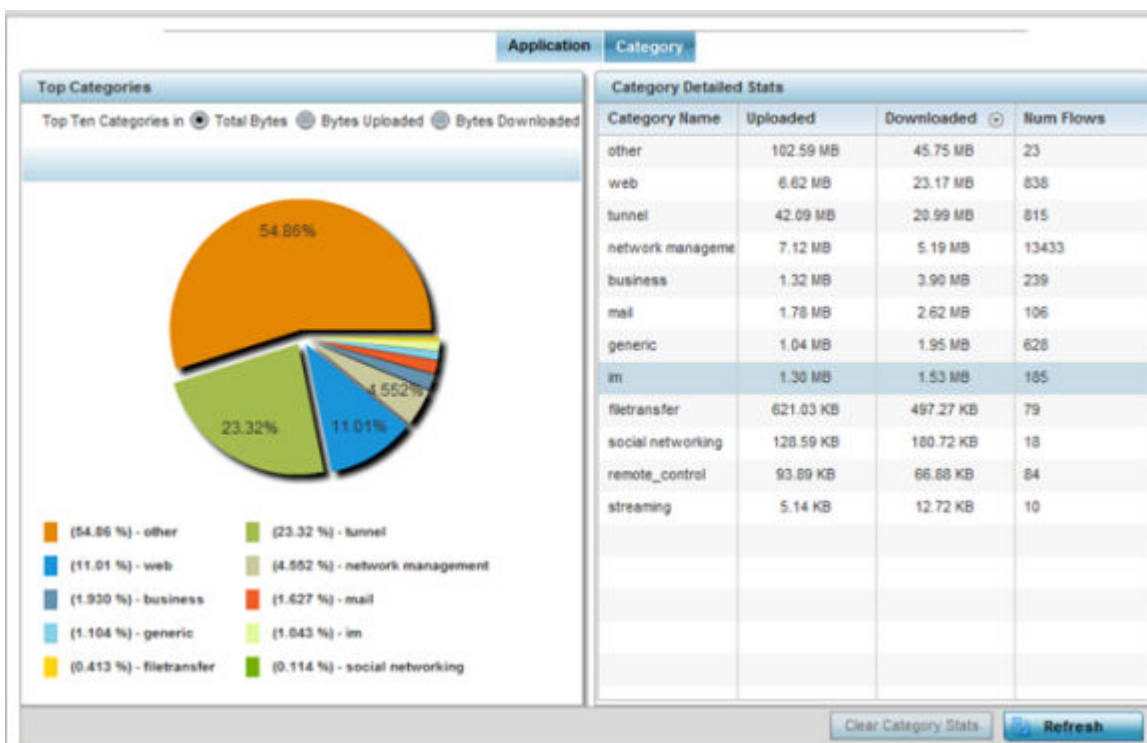 Application Category
Top Categories
Top Ten Categories in Total Bytes Bytes Uploaded Bytes Downloaded
54.86%
4.552%
23.32%
11.01%
(54.86 %) - other
(23.32 %) - tunnel
(11.01 %) - web
(4.552 %) - network management
(1.930 %) - business
(1.627 %) - mail
(1.104 %) - generic
(1.043 %) - im
(0.413 %) - filetransfer
(0.114 %) - social networking
Category Detailed Stats
Category Name Uploaded Downloaded Num Flows
other 102.59 MB 45.75 MB 23
web 6.62 MB 23.17 MB 838
tunnel 42.09 MB 20.99 MB 815
network manageme 7.12 MB 5.19 MB 13433
business 1.32 MB 3.90 MB 239
mail 1.78 MB 2.62 MB 106
generic 1.04 MB 1.95 MB 628
im 1.30 MB 1.53 MB 185
filetransfer 621.03 KB 497.27 KB 79
social networking 128.59 KB 180.72 KB 18
remote_control 93.89 KB 66.88 KB 84
streaming 5.14 KB 12.72 KB 10
Clear Category Stats Refresh